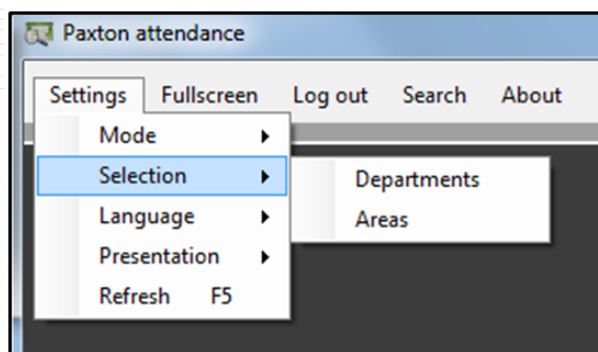 Paxton attendance
Settings Fullscreen Log out Search About
Mode
Selection
Departments
Language
Areas
Presentation
Refresh F5